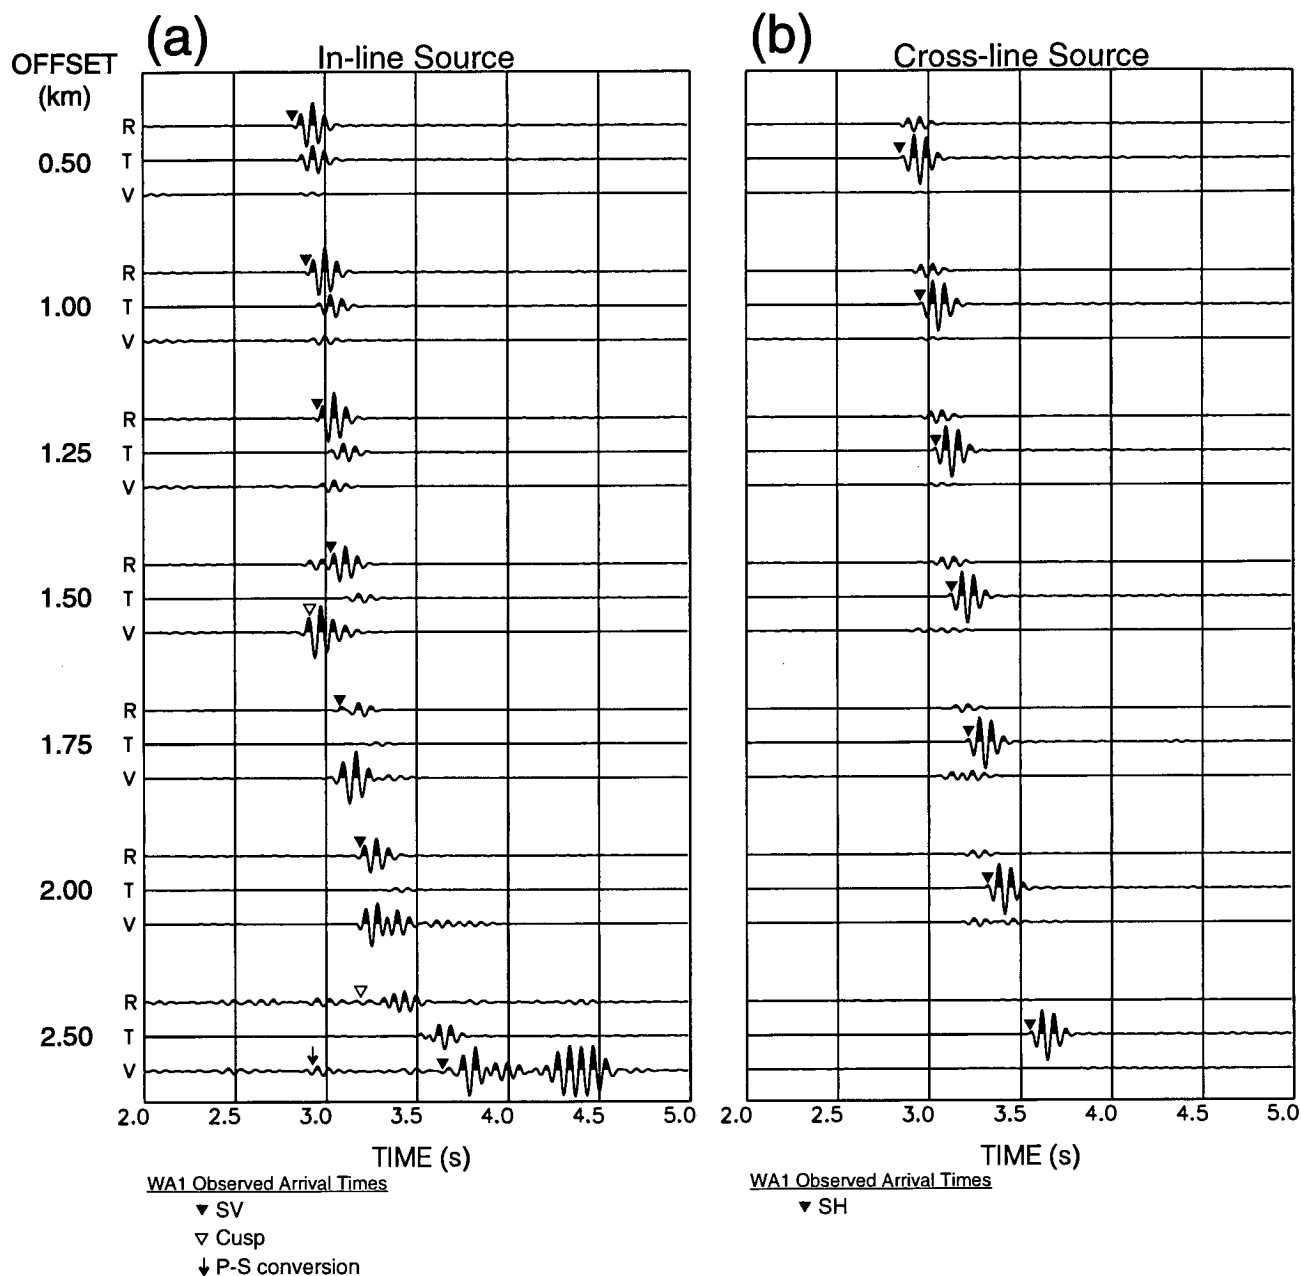 (a) (b)
OFFSET In-line Source Cross-line Source
(km)
R
0.50 T
V
R
1.00 T
V
R
1.25 T
V
R
1.50 T
V
R
1.75 T
V
R
2.00 T
V
R
2.50 T
V
2.0 2.5 3.0 3.5 4.0 4.5 5.0 2.0 2.5 3.0 3.5 4.0 4.5 5.0
TIME (s) TIME (s)
WA1 Observed Arrival Times WA1 Observed Arrival Times
▼ SV ▼ SH
▽ Cusp
↓ P-S conversion